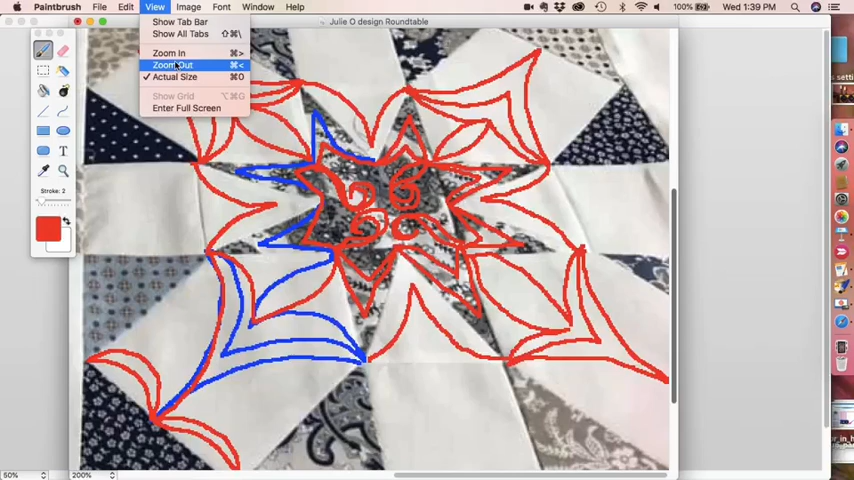 Paintbrush File Edit View Image Font Window Help
100% Wed 1:39 PM
Julie O design Roundtable
Show Tab Bar
Show All Tabs ⇧⌘\
Zoom In ⌘>
Zoom Out ⌘<
✓ Actual Size ⌘0
Show Grid ⌥⌘G
Enter Full Screen
T
Stroke: 2
50%
200%